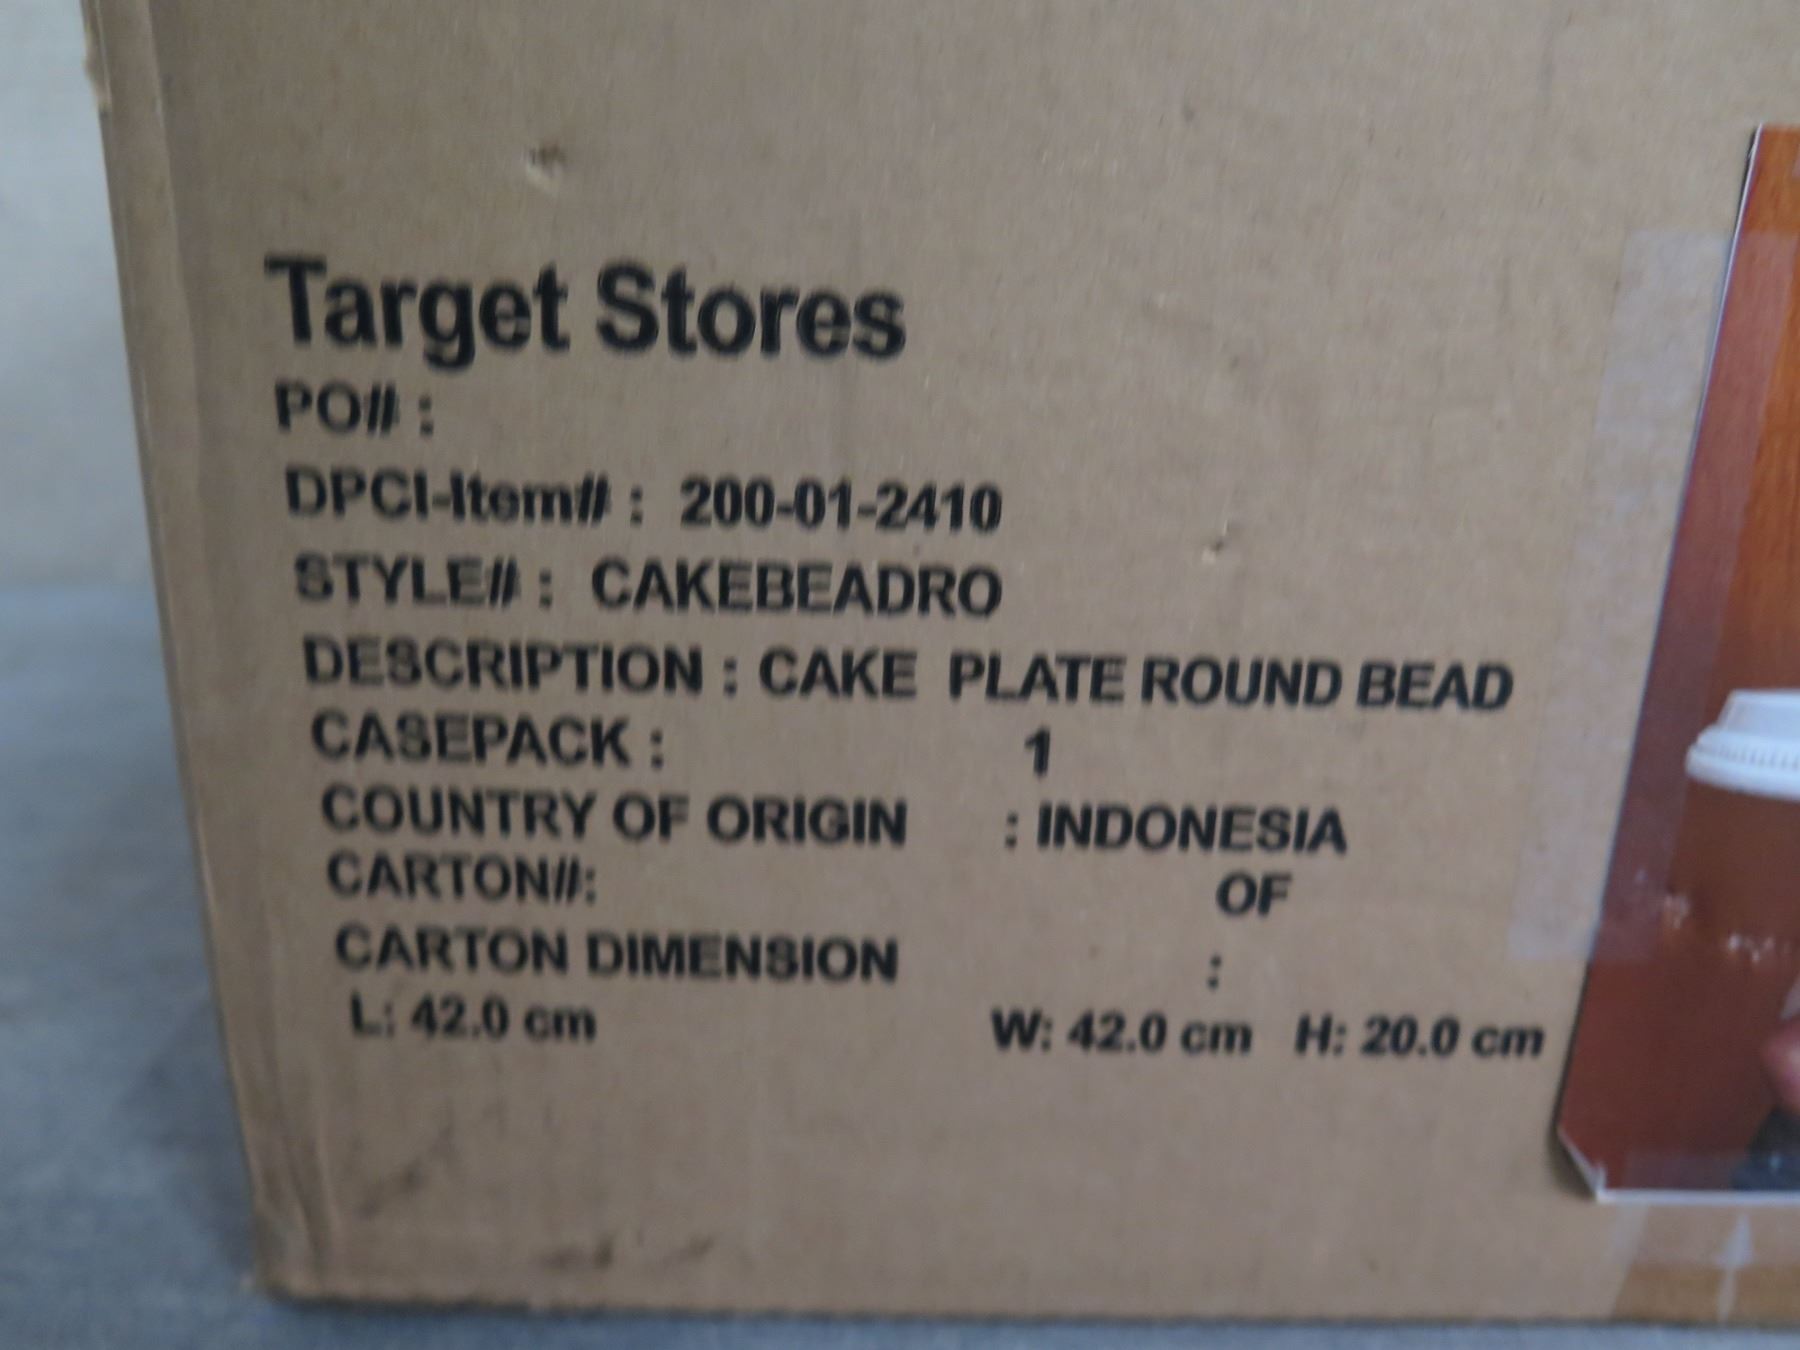 Target Stores
PO# :
DPCI-Item# : 200-01-2410
STYLE# : CAKEBEADRO
DESCRIPTION : CAKE PLATE ROUND BEAD
CASEPACK : 1
COUNTRY OF ORIGIN : INDONESIA
CARTON#: OF
CARTON DIMENSION :
L: 42.0 cm W: 42.0 cm H: 20.0 cm